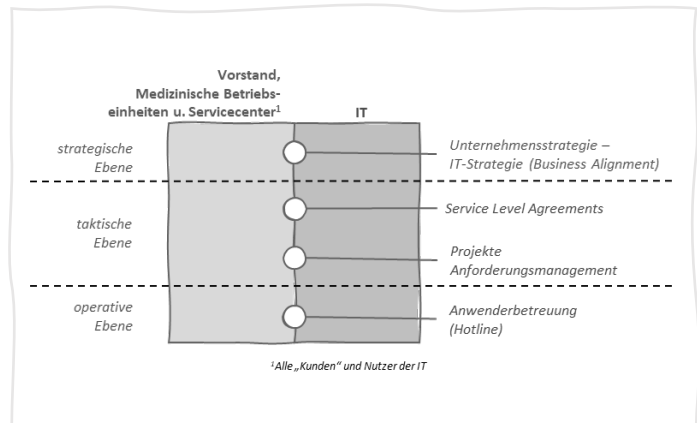 Vorstand,
Medizinische Betriebs-
einheiten u. Servicecenter¹
IT
strategische
Ebene
Unternehmensstrategie –
IT-Strategie (Business Alignment)
taktische
Ebene
Service Level Agreements
Projekte
Anforderungsmanagement
operative
Ebene
Anwenderbetreuung
(Hotline)
¹Alle „Kunden“ und Nutzer der IT